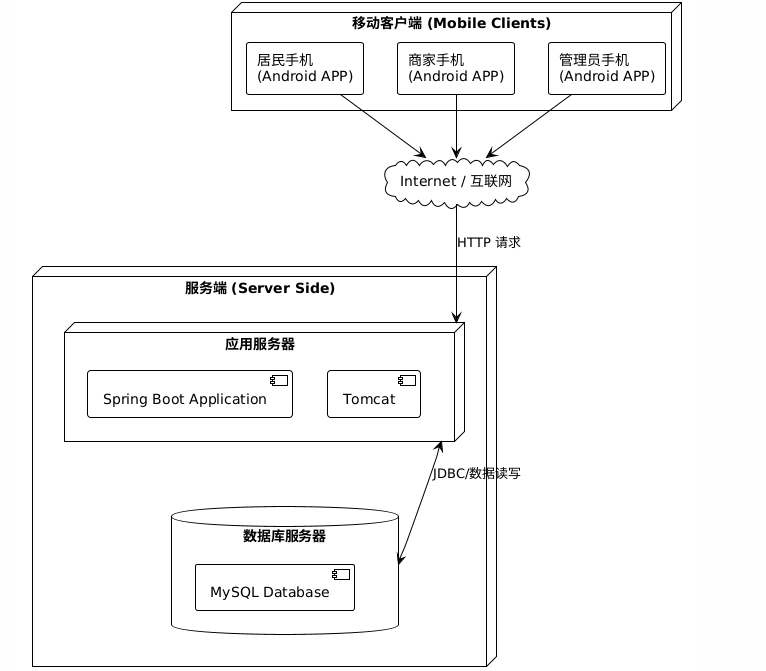 移动客户端 (Mobile Clients)
居民手机
(Android APP)
商家手机
(Android APP)
管理员手机
(Android APP)
Internet / 互联网
HTTP 请求
服务端 (Server Side)
应用服务器
Spring Boot Application
Tomcat
JDBC/数据读写
数据库服务器
MySQL Database